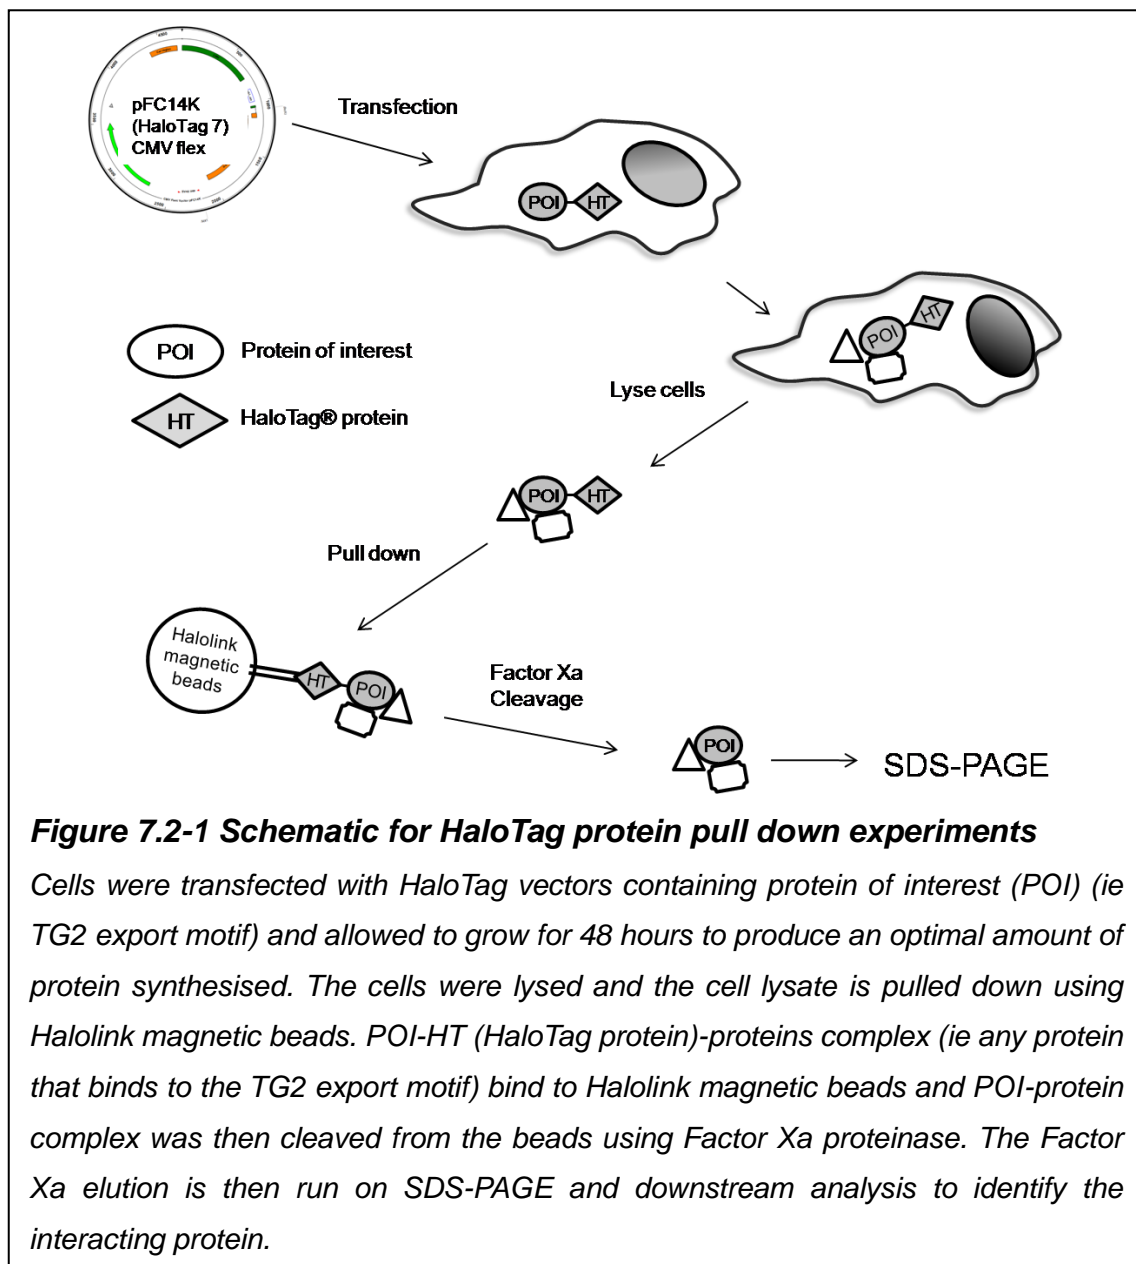 pFC14K
(HaloTag 7)
CMV flex
Transfection
POI
HT
POI
HT
POI
Protein of interest
HT
HaloTag® protein
Lyse cells
POI
HT
Pull down
Halolink
magnetic
beads
HT
POI
Factor Xa
Cleavage
POI
SDS-PAGE
Figure 7.2-1 Schematic for HaloTag protein pull down experiments
Cells were transfected with HaloTag vectors containing protein of interest (POI) (ie
TG2 export motif) and allowed to grow for 48 hours to produce an optimal amount of
protein synthesised. The cells were lysed and the cell lysate is pulled down using
Halolink magnetic beads. POI-HT (HaloTag protein)-proteins complex (ie any protein
that binds to the TG2 export motif) bind to Halolink magnetic beads and POI-protein
complex was then cleaved from the beads using Factor Xa proteinase. The Factor
Xa elution is then run on SDS-PAGE and downstream analysis to identify the
interacting protein.